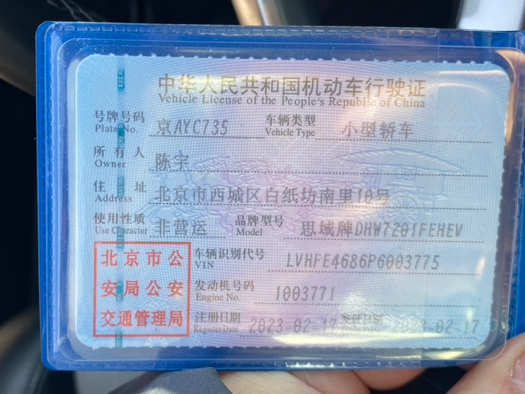 中华人民共和国机动车行驶证
Vehicle License of the People's Republic of China
号牌号码 京AYC735 车辆类型 小型轿车
Plate No. Vehicle Type
所有人 陈宇
Owner
住址 北京市西城区白纸坊南里10号
Address
使用性质 非营运 品牌型号 思域牌DHW7201FEHEV
Use Character Model
北京市公
安局公安
交通管理局
车辆识别代号 LVHFE4686P6003775
VIN
发动机号码 1003771
Engine No.
注册日期 2023-02-17 发证日期 2023-02-17
Register Date